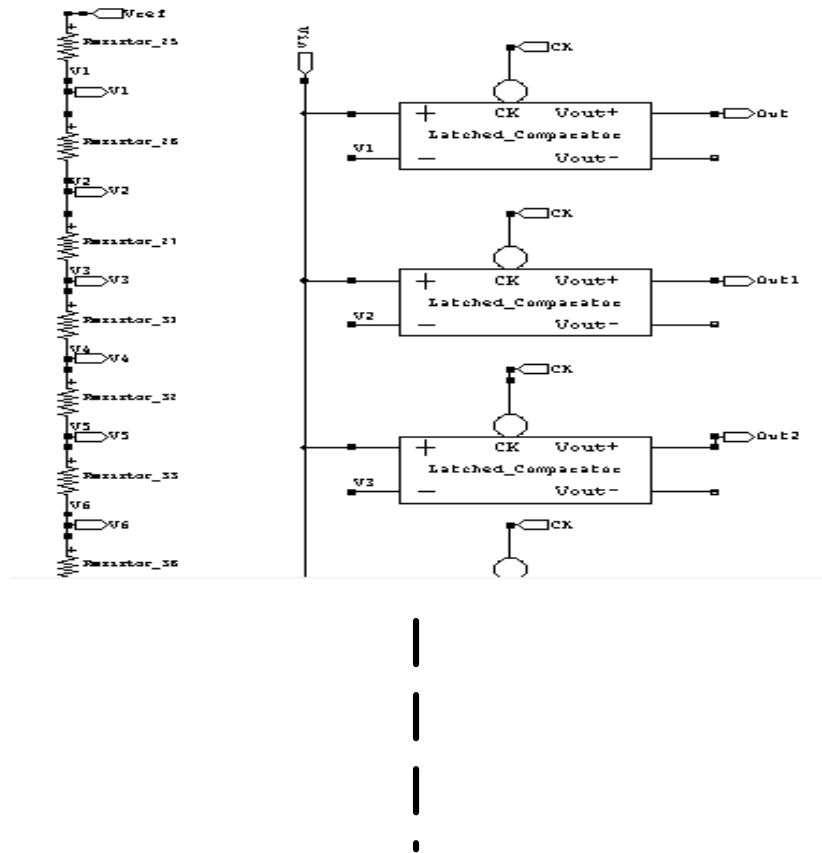 Vref
Resistor_25
V1
V1
Resistor_26
V2
V2
Resistor_27
V3
V3
Resistor_31
V4
V4
Resistor_32
V5
V5
Resistor_33
V6
V6
Resistor_36
CK
CK Vout+
Latched_Comparator
Vout-
V1
Out
CK
CK Vout+
Latched_Comparator
Vout-
V2
Out1
CK
CK Vout+
Latched_Comparator
Vout-
V3
Out2
CK